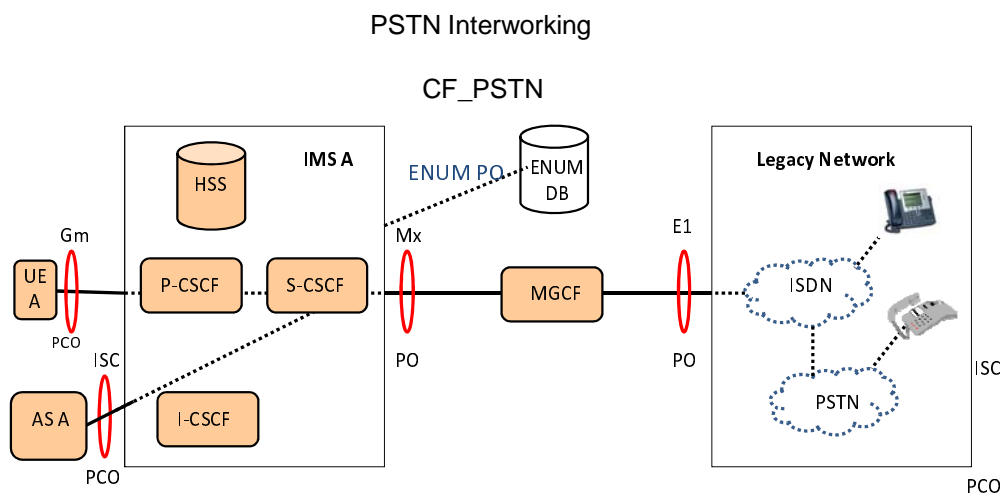 PSTN Interworking
CF_PSTN
IMS A
HSS
ENUM PO
ENUM
DB
Legacy Network
Gm
Mx
E1
UE
A
P-CSCF
S-CSCF
MGCF
ISDN
PCO
ISC
PO
PO
ISC
AS A
I-CSCF
PSTN
PCO
PCO